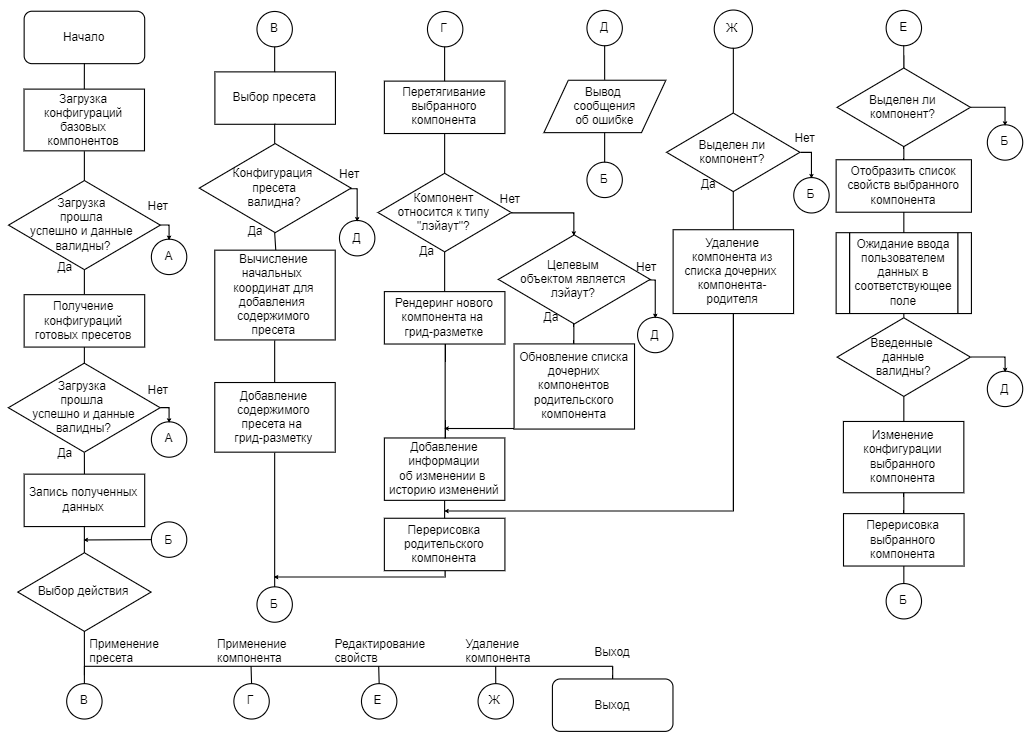 Начало
Загрузка
конфигураций
базовых
компонентов
Загрузка
прошла
успешно и данные
валидны?
Нет
А
Да
Получение
конфигураций
готовых пресетов
Загрузка
прошла
успешно и данные
валидны?
Нет
А
Да
Запись полученных
данных
Б
Выбор действия
Применение
пресета
В
Применение
компонента
Г
Редактирование
свойств
Е
Удаление
компонента
Ж
Выход
Выход
В
Выбор пресета
Конфигурация
пресета
валидна?
Нет
Д
Да
Вычисление
начальных
координат для
добавления
содержимого
пресета
Добавление
содержимого
пресета на
грид-разметку
Б
Г
Перетягивание
выбранного
компонента
Компонент
относится к типу
"лэйаут"?
Нет
Да
Рендеринг нового
компонента на
грид-разметке
Целевым
объектом является
лэйаут?
Нет
Д
Да
Обновление списка
дочерних
компонентов
родительского
компонента
Добавление
информации
об изменении в
историю изменений
Перерисовка
родительского
компонента
Д
Вывод
сообщения
об ошибке
Б
Ж
Выделен ли
компонент?
Нет
Б
Да
Удаление
компонента из
списка дочерних
компонента-
родителя
Е
Выделен ли
компонент?
Б
Отобразить список
свойств выбранного
компонента
Ожидание ввода
пользователем
данных в
соответствующее
поле
Введенные
данные
валидны?
Д
Изменение
конфигурации
выбранного
компонента
Перерисовка
выбранного
компонента
Б